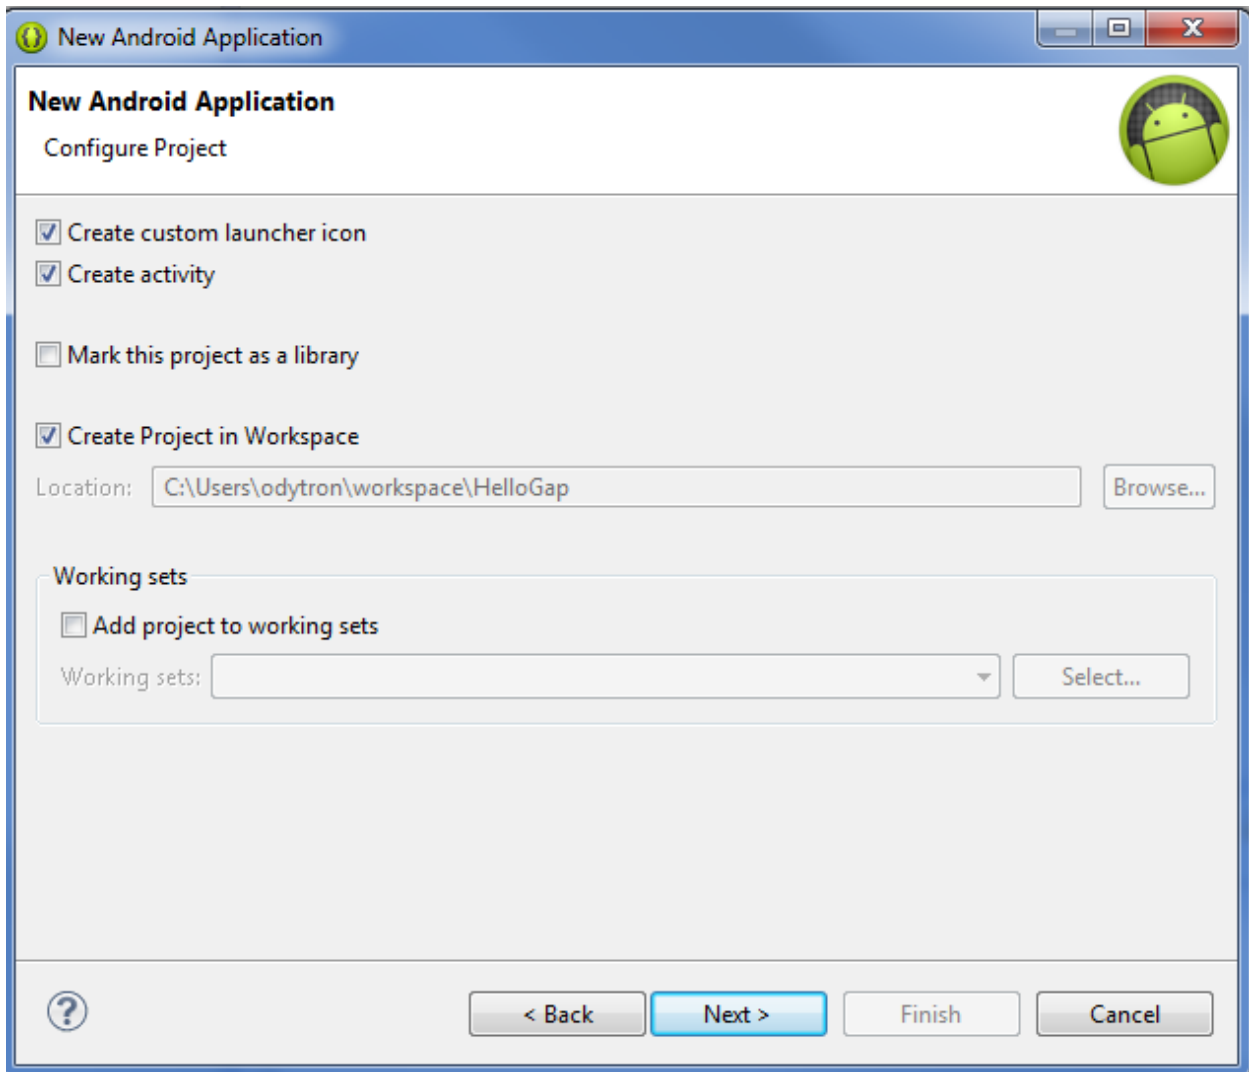 New Android Application
New Android Application
Configure Project
Create custom launcher icon
Create activity
Mark this project as a library
Create Project in Workspace
Location: C:\Users\odytron\workspace\HelloGap Browse...
Working sets
Add project to working sets
Working sets: Select...
? < Back Next > Finish Cancel